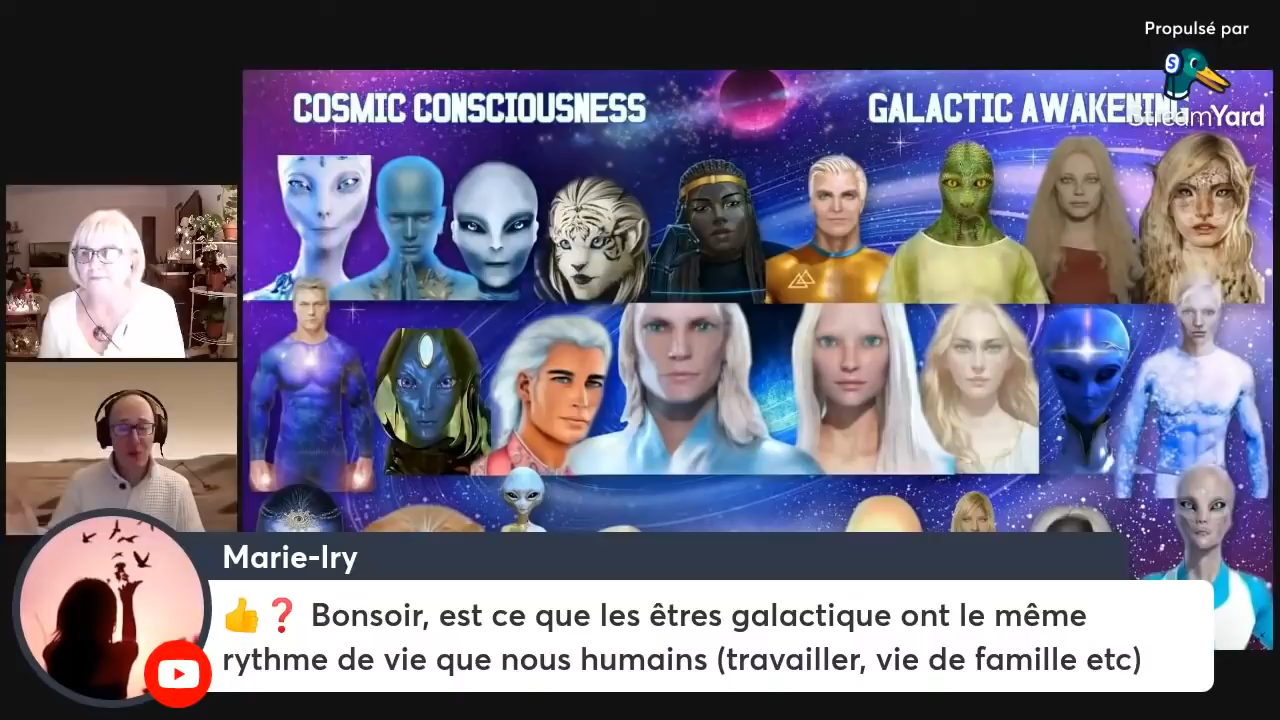 Propulsé par
S
StreamYard
COSMIC CONSCIOUSNESS
GALACTIC AWAKENING
Marie-Iry
👍❓ Bonsoir, est ce que les êtres galactique ont le même
rythme de vie que nous humains (travailler, vie de famille etc)